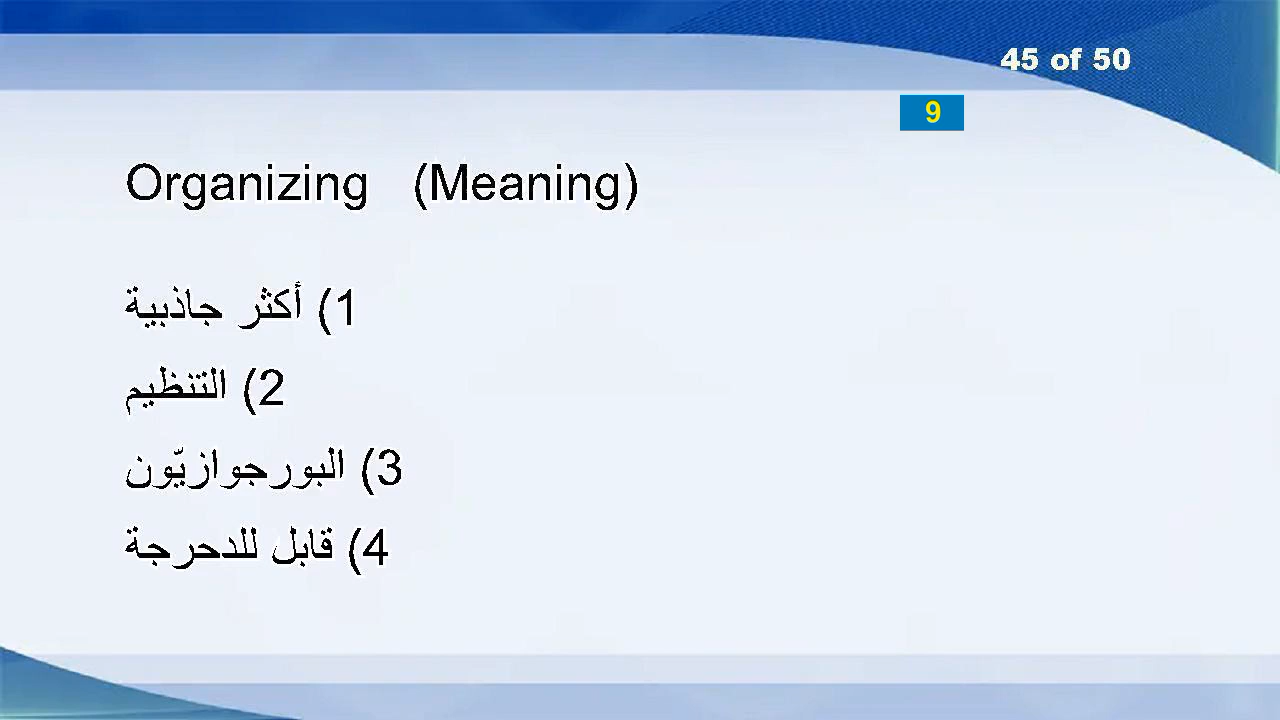 45 of 50
9
Organizing (Meaning)
1) أكثر جاذبية
2) التنظيم
3) البورجوازيّون
4) قابل للدحرجة